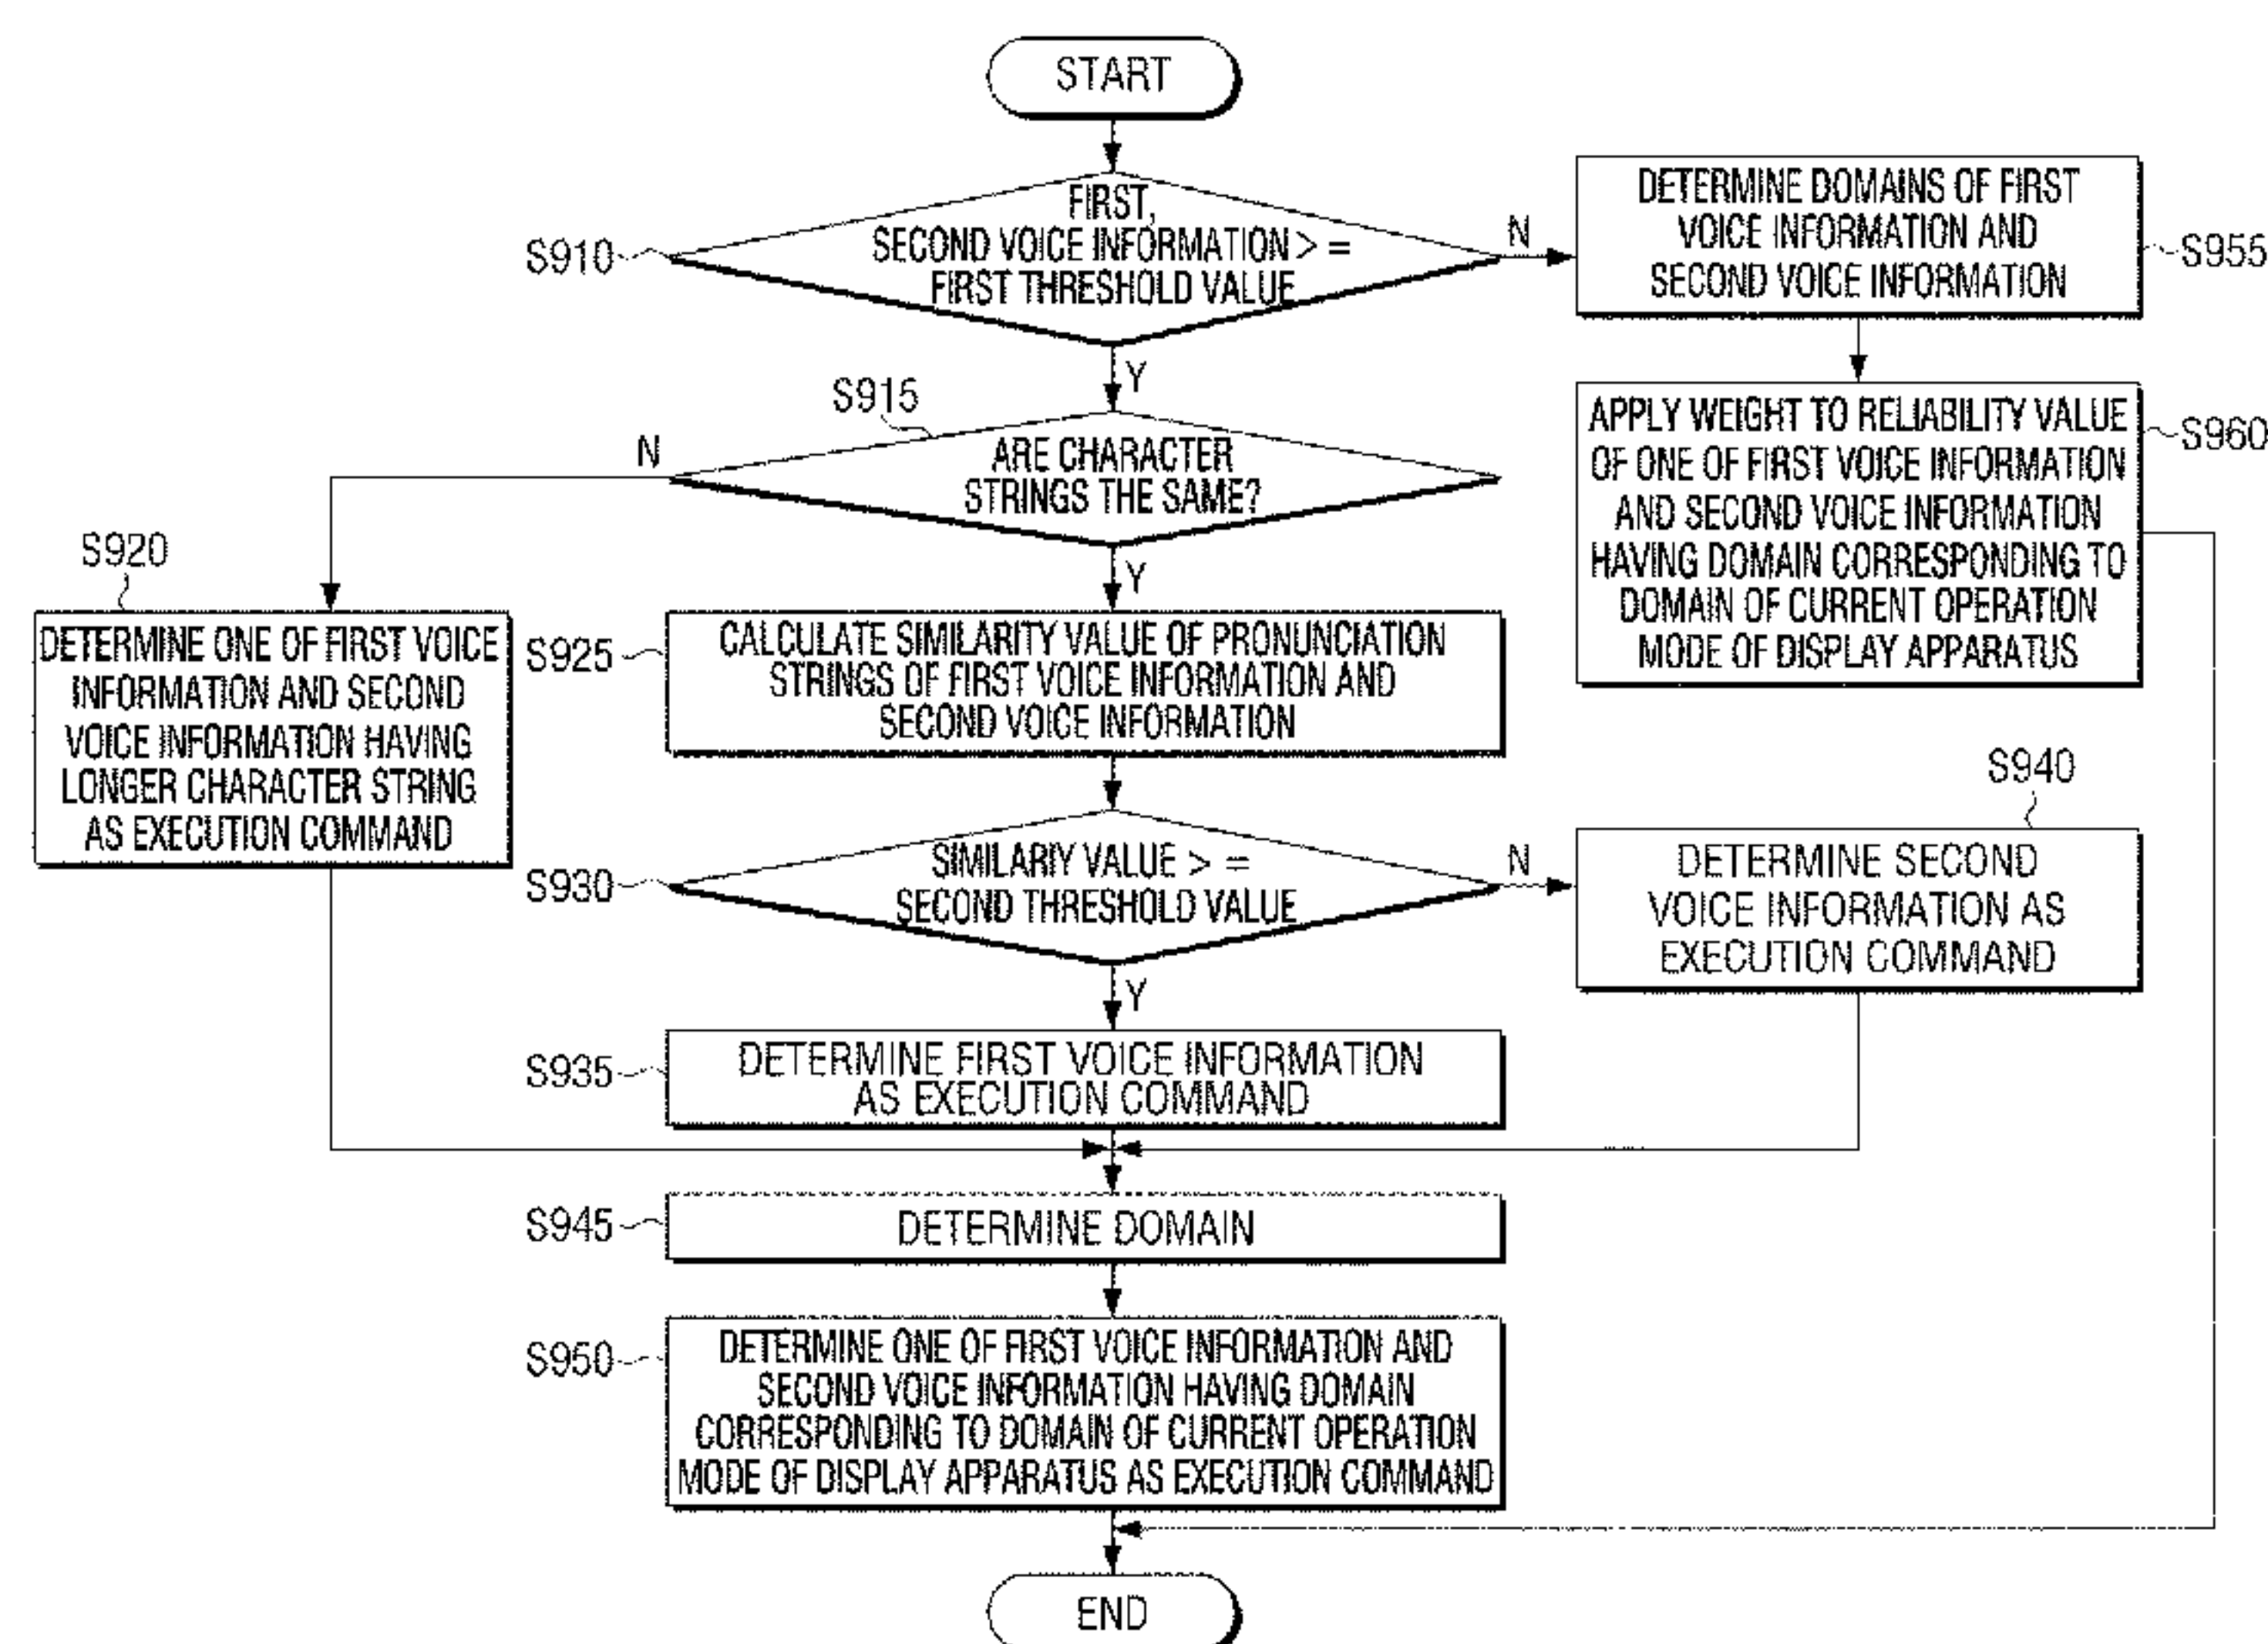 START
S910
FIRST,
SECOND VOICE INFORMATION > =
FIRST THRESHOLD VALUE
N
Y
DETERMINE DOMAINS OF FIRST
VOICE INFORMATION AND
SECOND VOICE INFORMATION
S955
S915
ARE CHARACTER
STRINGS THE SAME?
N
Y
APPLY WEIGHT TO RELIABILITY VALUE
OF ONE OF FIRST VOICE INFORMATION
AND SECOND VOICE INFORMATION
HAVING DOMAIN CORRESPONDING TO
DOMAIN OF CURRENT OPERATION
MODE OF DISPLAY APPARATUS
S960
S920
DETERMINE ONE OF FIRST VOICE
INFORMATION AND SECOND
VOICE INFORMATION HAVING
LONGER CHARACTER STRING
AS EXECUTION COMMAND
S925
CALCULATE SIMILARITY VALUE OF PRONUNCIATION
STRINGS OF FIRST VOICE INFORMATION AND
SECOND VOICE INFORMATION
S930
SIMILARIY VALUE > =
SECOND THRESHOLD VALUE
N
Y
S940
DETERMINE SECOND
VOICE INFORMATION AS
EXECUTION COMMAND
S935
DETERMINE FIRST VOICE INFORMATION
AS EXECUTION COMMAND
S945
DETERMINE DOMAIN
S950
DETERMINE ONE OF FIRST VOICE INFORMATION AND
SECOND VOICE INFORMATION HAVING DOMAIN
CORRESPONDING TO DOMAIN OF CURRENT OPERATION
MODE OF DISPLAY APPARATUS AS EXECUTION COMMAND
END